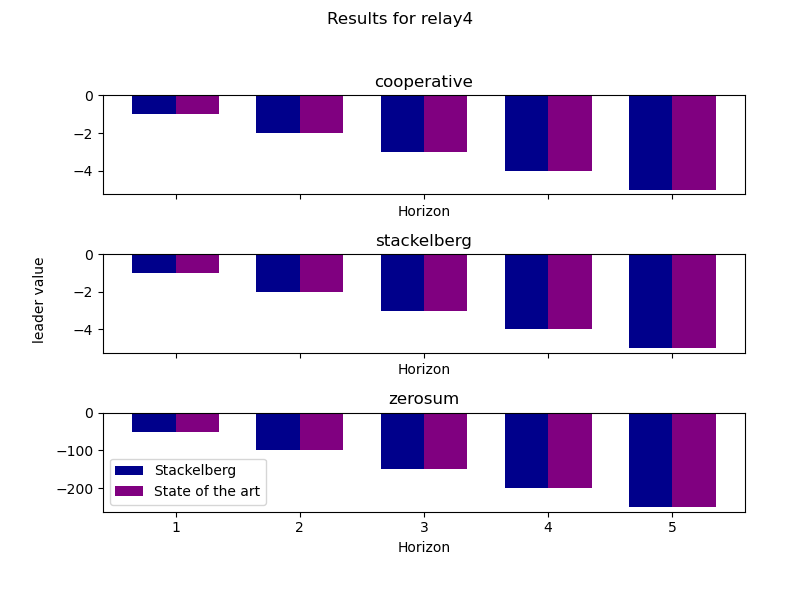 Results for relay4
cooperative
0
−2
−4
Horizon
stackelberg
0
−2
−4
leader value
Horizon
zerosum
0
−100
−200
Stackelberg
State of the art
1 2 3 4 5
Horizon